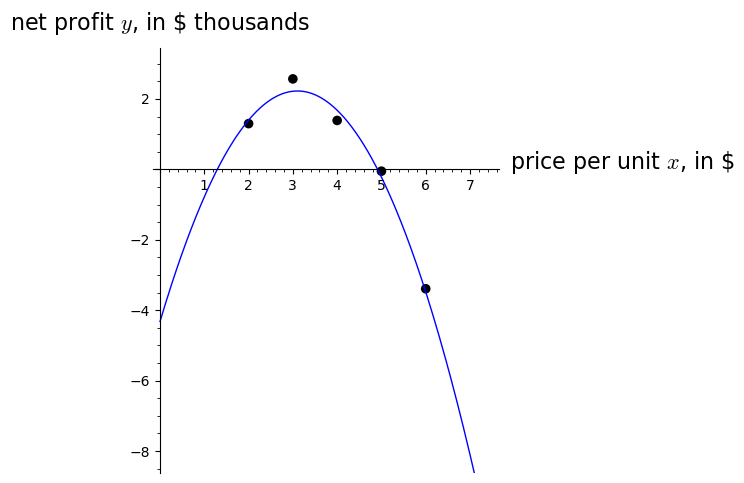 net profit y, in $ thousands
2
price per unit x, in $
1 2 3 4 5 6 7
−2
−4
−6
−8